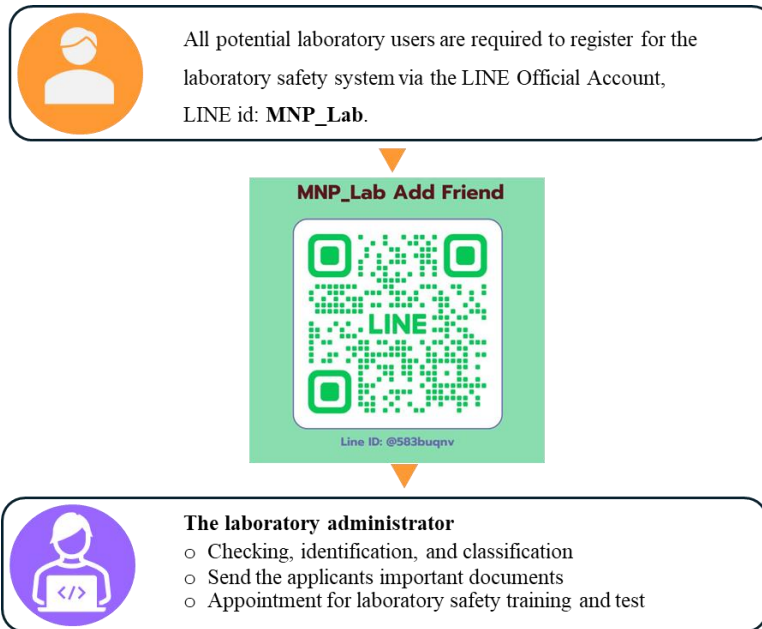 All potential laboratory users are required to register for the
laboratory safety system via the LINE Official Account,
LINE id: MNP_Lab.
MNP_Lab Add Friend
LINE
Line ID: @583buqnv
The laboratory administrator
o Checking, identification, and classification
o Send the applicants important documents
o Appointment for laboratory safety training and test